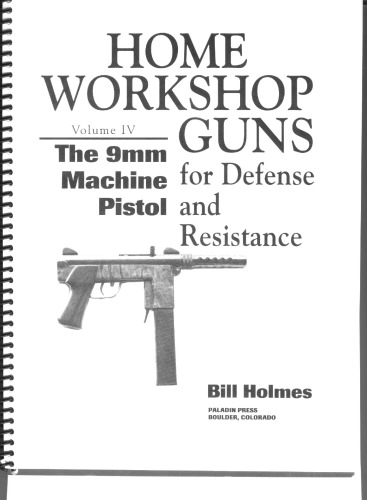 HOME
WORKSHOP
GUNS
for Defense
and
Resistance
Volume IV
The 9mm
Machine
Pistol
Bill Holmes
PALADIN PRESS
BOULDER, COLORADO